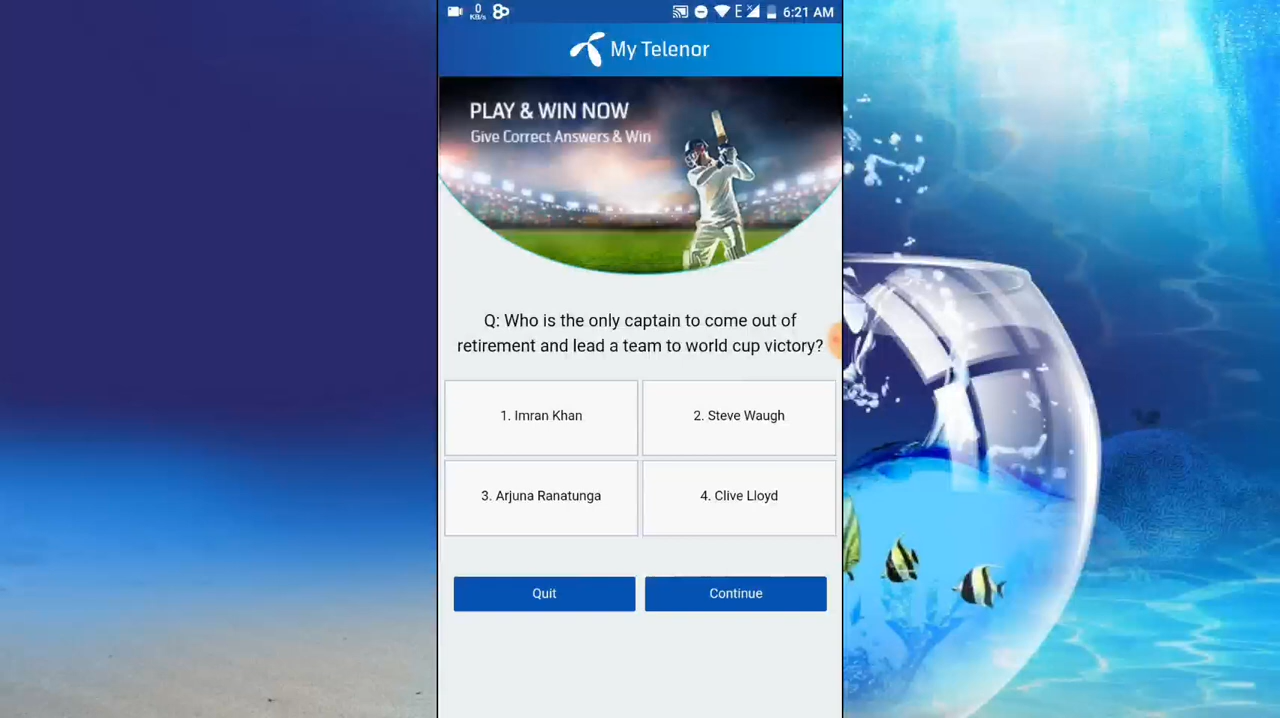 0
KB/s
E
6:21 AM
My Telenor
PLAY & WIN NOW
Give Correct Answers & Win
Q: Who is the only captain to come out of
retirement and lead a team to world cup victory?
1. Imran Khan
2. Steve Waugh
3. Arjuna Ranatunga
4. Clive Lloyd
Quit
Continue